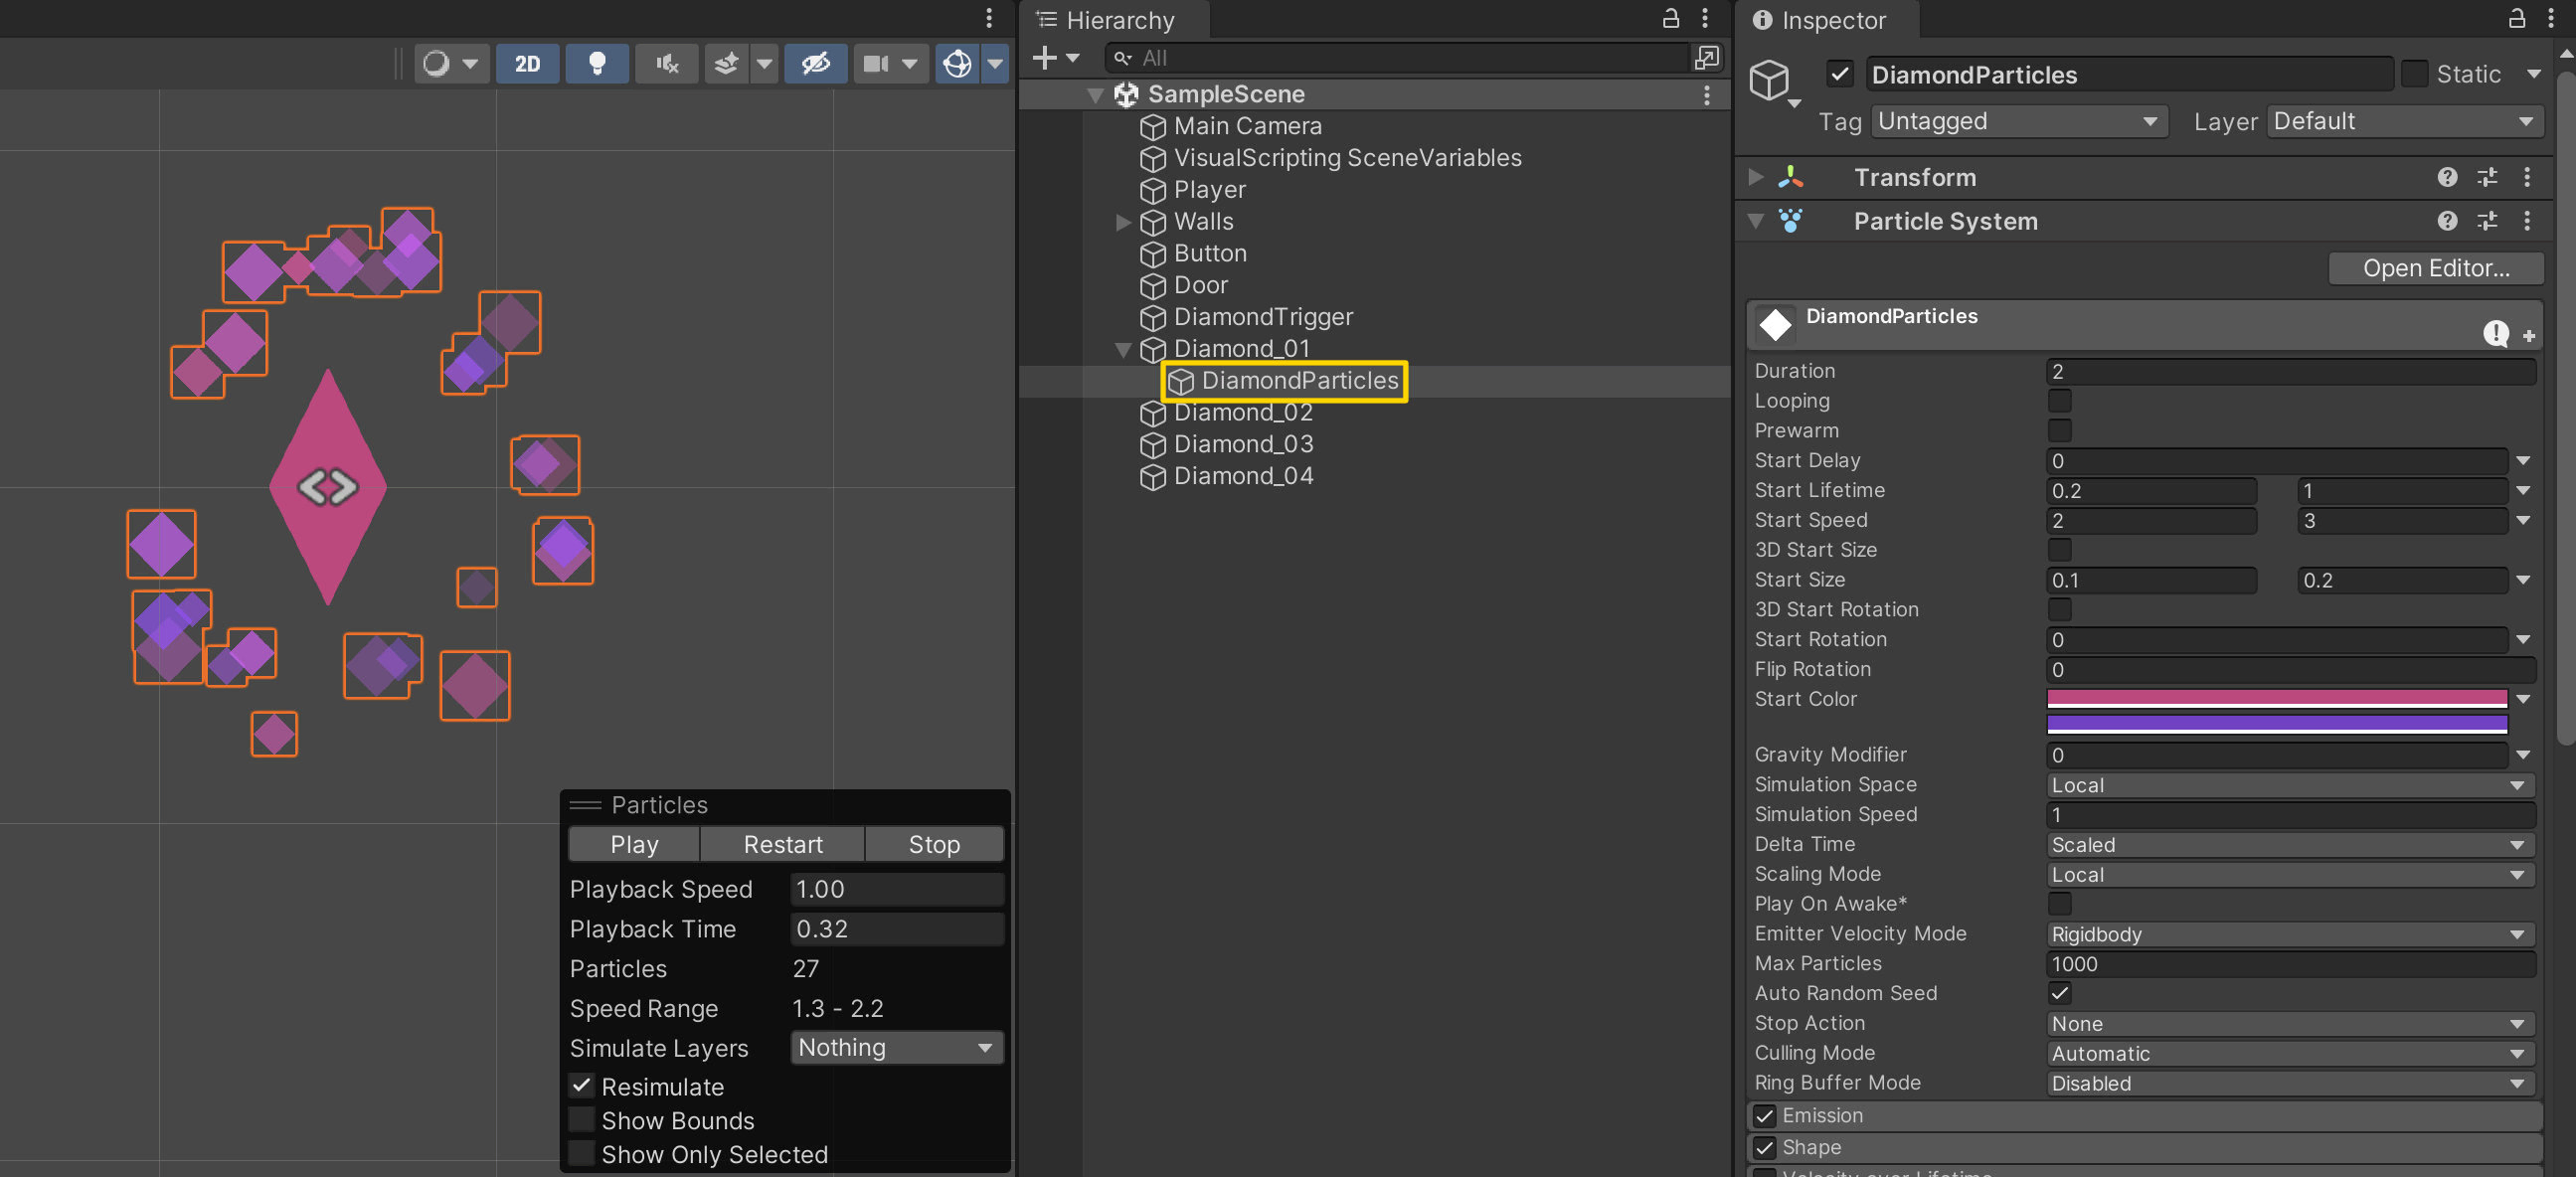 2D
Particles
Play Restart Stop
Playback Speed 1.00
Playback Time 0.32
Particles 27
Speed Range 1.3 - 2.2
Simulate Layers Nothing
Resimulate
Show Bounds
Show Only Selected
Hierarchy
All
SampleScene
Main Camera
VisualScripting SceneVariables
Player
Walls
Button
Door
DiamondTrigger
Diamond_01
DiamondParticles
Diamond_02
Diamond_03
Diamond_04
Inspector
DiamondParticles Static
Tag Untagged Layer Default
Transform
Particle System
Open Editor...
DiamondParticles
Duration 2
Looping
Prewarm
Start Delay 0
Start Lifetime 0.2 1
Start Speed 2 3
3D Start Size
Start Size 0.1 0.2
3D Start Rotation
Start Rotation 0
Flip Rotation 0
Start Color
Gravity Modifier 0
Simulation Space Local
Simulation Speed 1
Delta Time Scaled
Scaling Mode Local
Play On Awake*
Emitter Velocity Mode Rigidbody
Max Particles 1000
Auto Random Seed
Stop Action None
Culling Mode Automatic
Ring Buffer Mode Disabled
Emission
Shape
Velocity over Lifetime